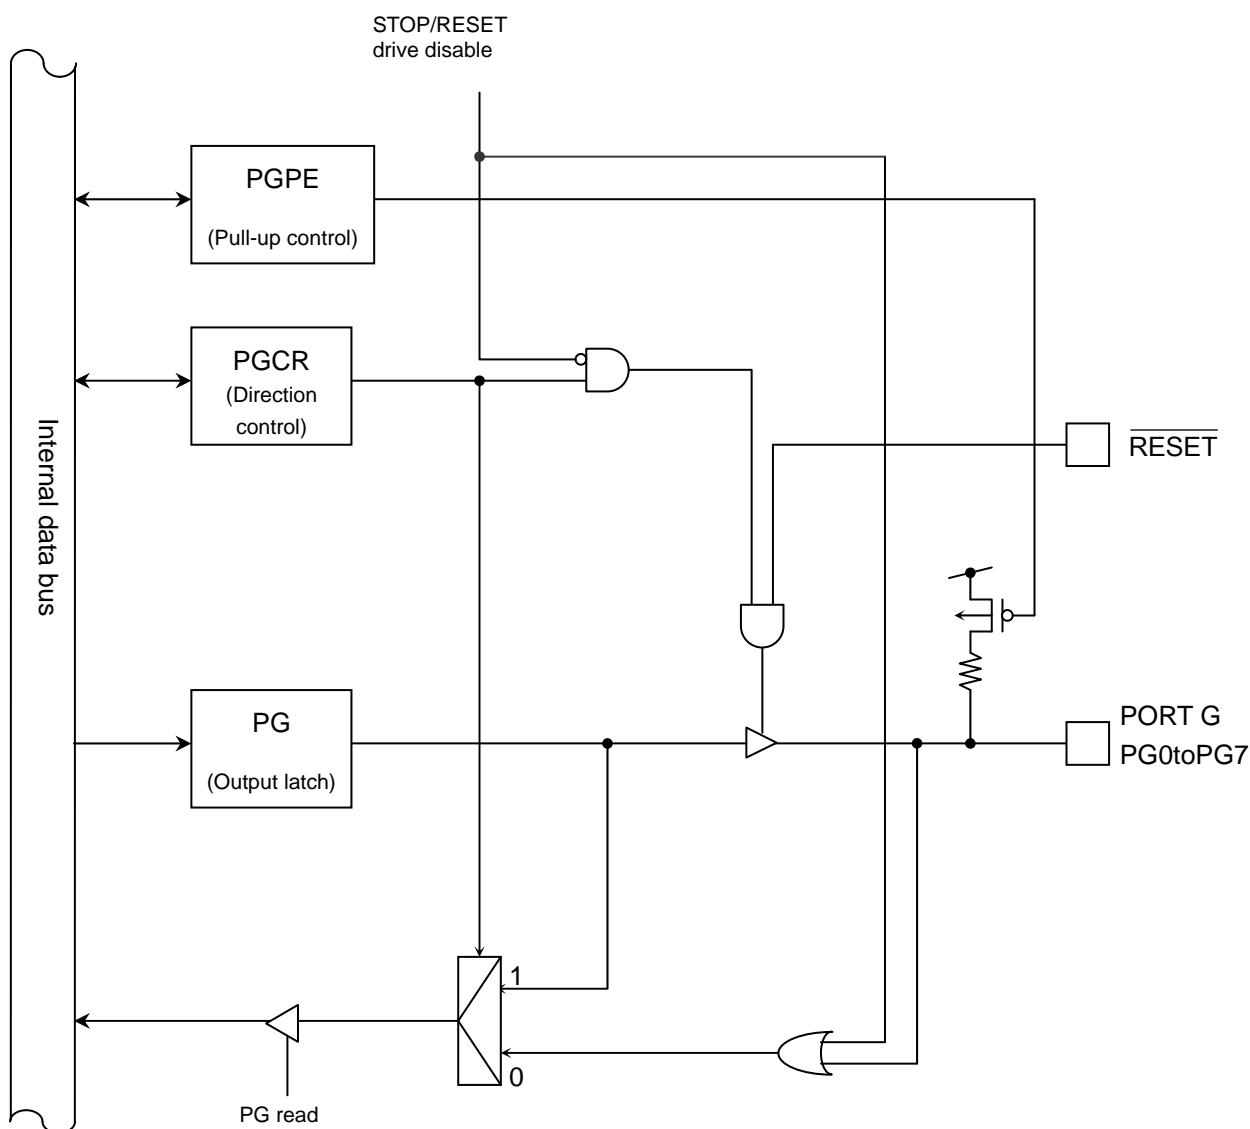 STOP/RESET
drive disable
PGPE
(Pull-up control)
PGCR
(Direction
control)
Internal data bus
RESET
PG
(Output latch)
PORT G
PG0toPG7
1
0
PG read